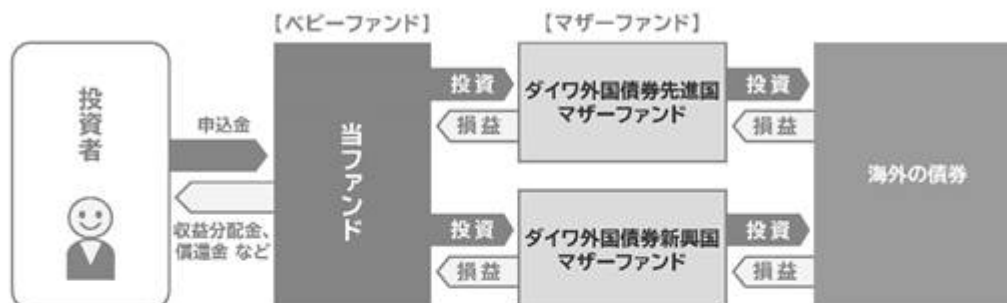 【ベビーファンド】
【マザーファンド】
投資者
申込金
収益分配金、
償還金 など
当ファンド
投資
損益
ダイワ外国債券先進国
マザーファンド
投資
損益
投資
損益
ダイワ外国債券新興国
マザーファンド
投資
損益
海外の債券